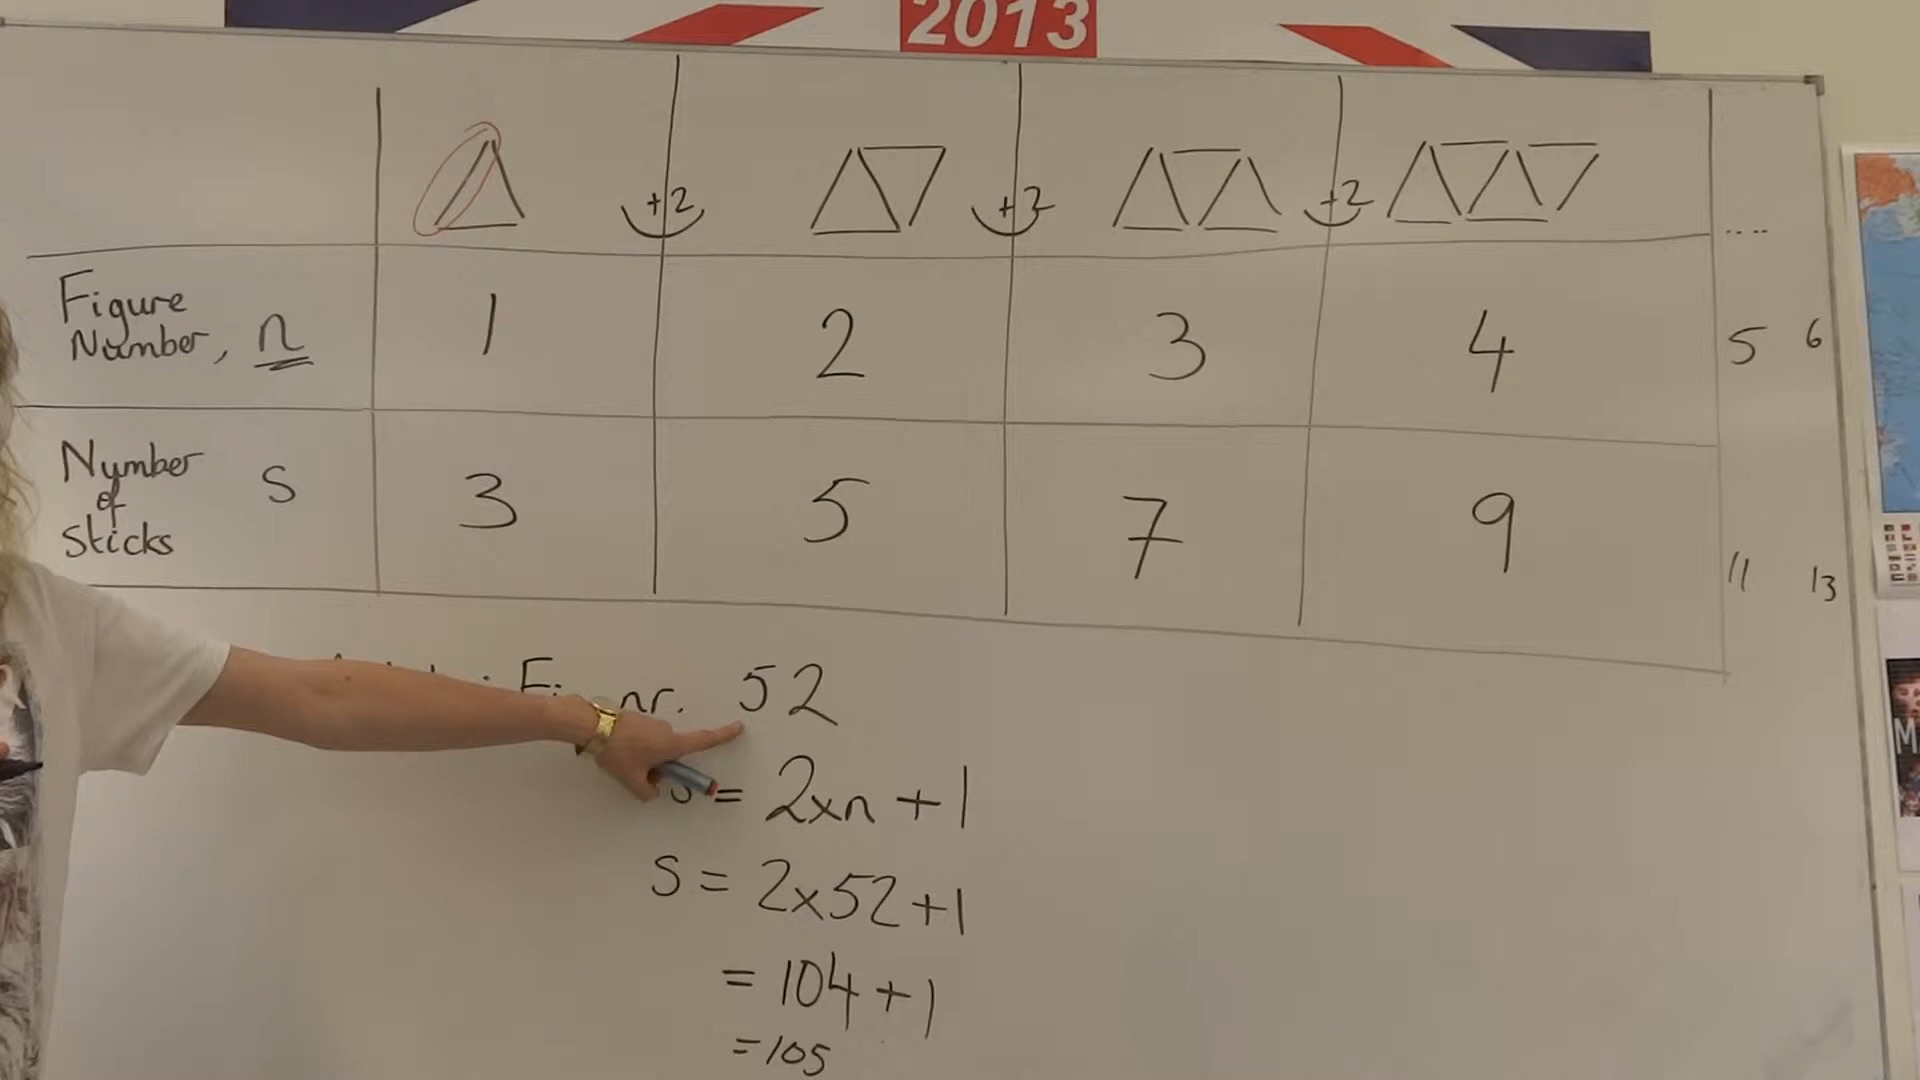 2013
+2 +2 +2
....
Figure
Number, n 1 2 3 4 5 6
Number
of
Sticks S 3 5 7 9 11 13
nr. 52
s = 2xn + 1
S = 2x52+1
= 104 + 1
= 105
M